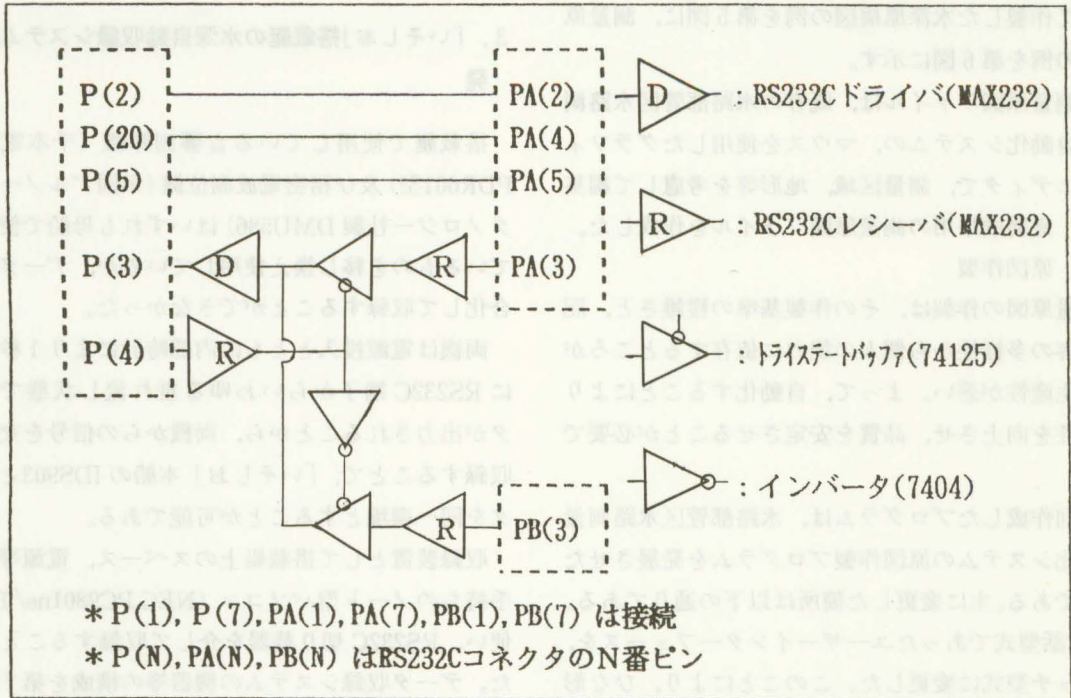 P(2)
P(20)
P(5)
P(3)
P(4)
D
R
R
PA(2)
PA(4)
PA(5)
PA(3)
R
PB(3)
D : RS232Cドライバ(MAX232)
R : RS232Cレシーバ(MAX232)
: トライステートバッファ(74125)
: インバータ(7404)
* P(1), P(7), PA(1), PA(7), PB(1), PB(7) は接続
* P(N), PA(N), PB(N) はRS232CコネクタのN番ピン